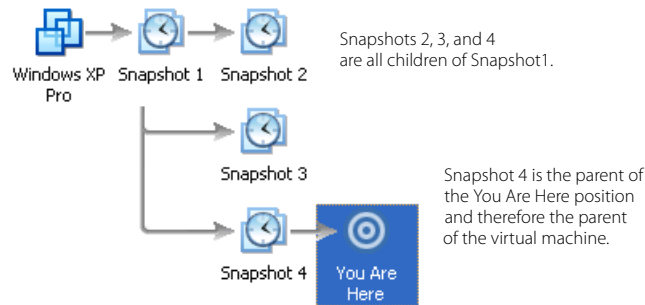 Windows XP
Pro
Snapshot 1
Snapshot 2
Snapshots 2, 3, and 4
are all children of Snapshot1.
Snapshot 3
Snapshot 4 is the parent of
the You Are Here position
and therefore the parent
of the virtual machine.
Snapshot 4
You Are
Here